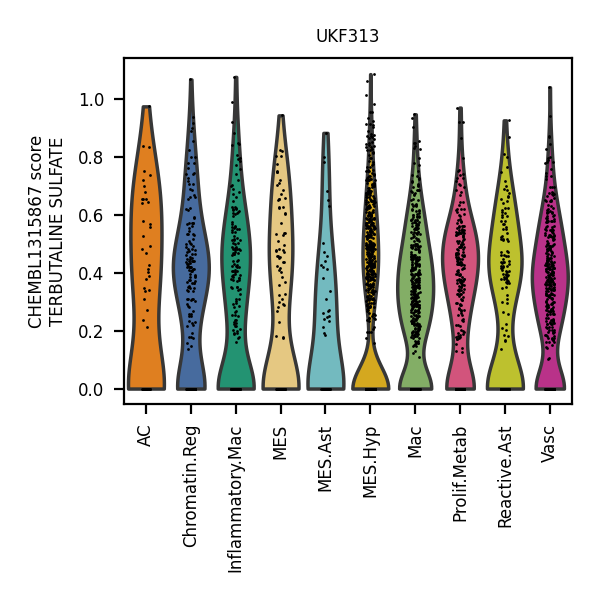 UKF313
CHEMBL1315867 score
TERBUTALINE SULFATE
1.0
0.8
0.6
0.4
0.2
0.0
AC
Chromatin.Reg
Inflammatory.Mac
MES
MES.Ast
MES.Hyp
Mac
Prolif.Metab
Reactive.Ast
Vasc